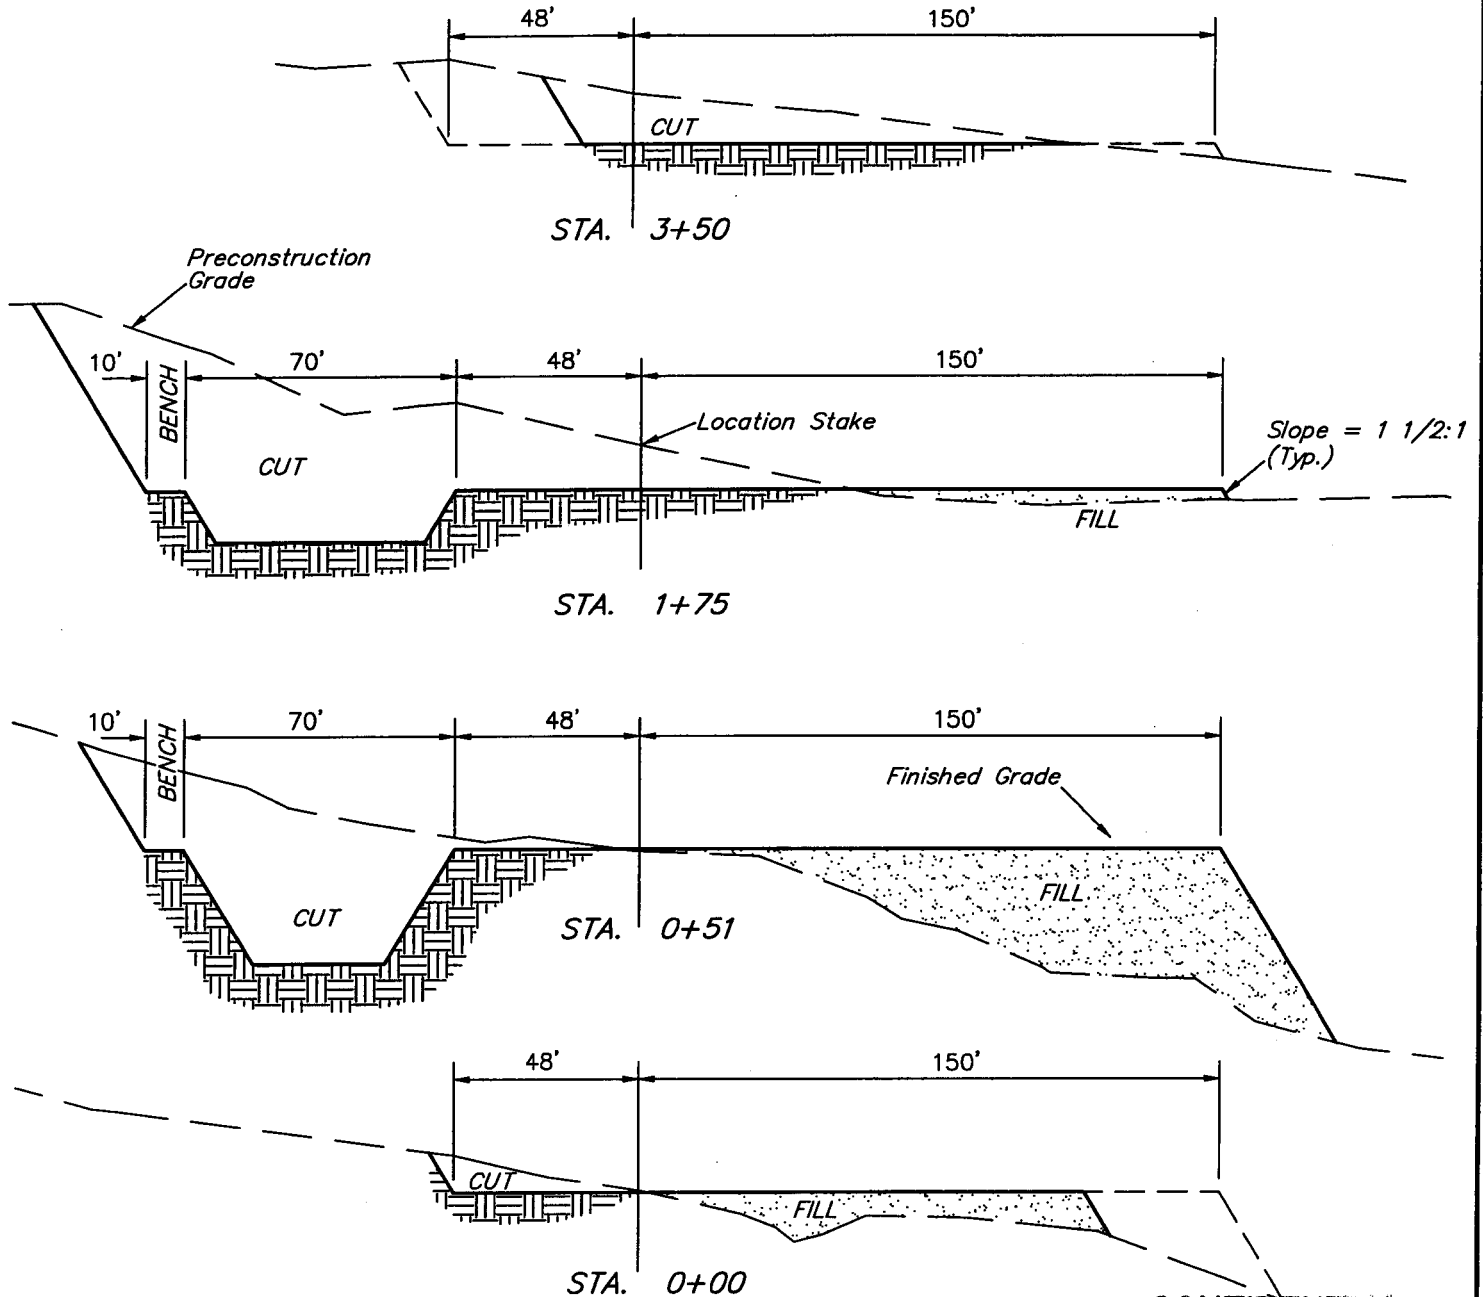 48' 150'
CUT
STA. 3+50
Preconstruction
Grade
10' BENCH 70' 48' 150'
Location Stake
Slope = 1 1/2:1
(Typ.)
CUT
FILL
STA. 1+75
10' BENCH 70' 48' 150'
Finished Grade
CUT
FILL
STA. 0+51
48' 150'
CUT
FILL
STA. 0+00